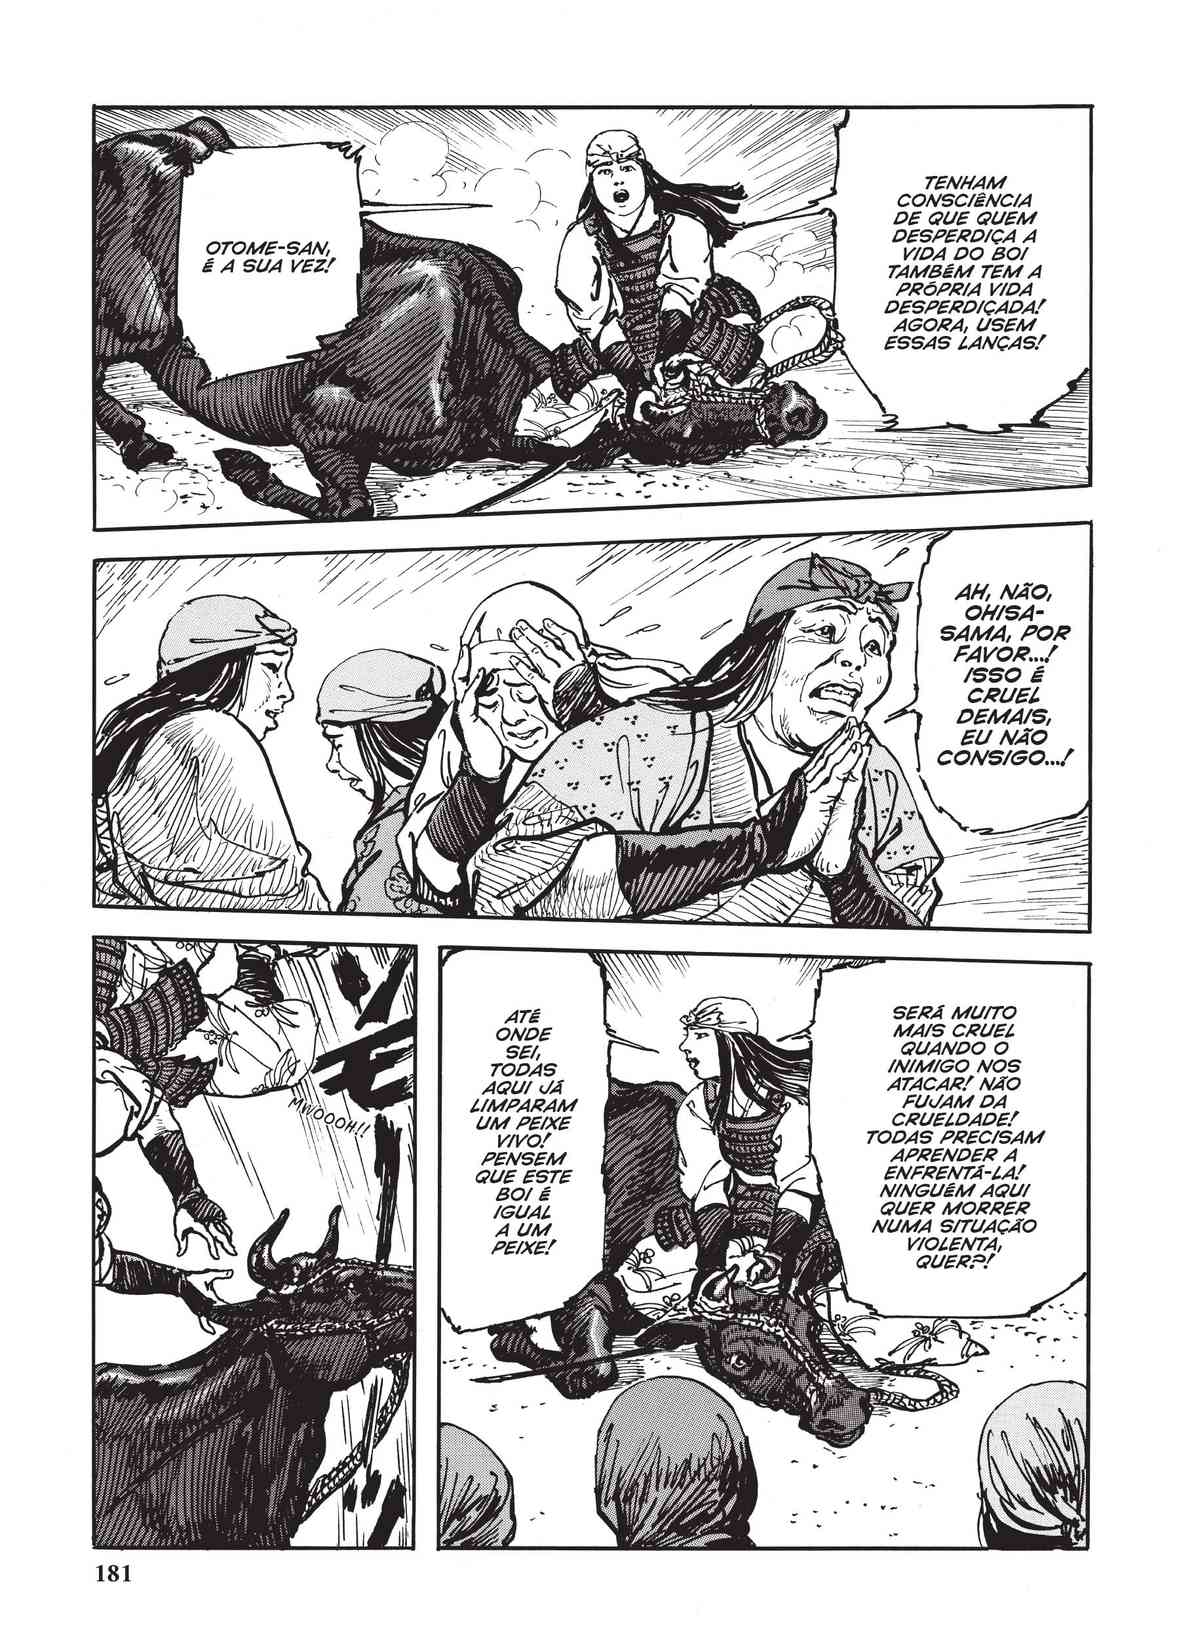 TENHAM
CONSCIÊNCIA
DE QUE QUEM
DESPERDIÇA A
VIDA DO BOI
TAMBÉM TEM A
PRÓPRIA VIDA
DESPERDIÇADA!
AGORA, USEM
ESSAS LANÇAS!
OTOME-SAN,
É A SUA VEZ!
AH, NÃO,
OHISA-
SAMA, POR
FAVOR...!
ISSO É
CRUEL
DEMAIS,
EU NÃO
CONSIGO...!
SERÁ MUITO
MAIS CRUEL
QUANDO O
INIMIGO NOS
ATACAR! NÃO
FUJAM DA
CRUELDADE!
TODAS PRECISAM
APRENDER A
ENFRENTÁ-LA!
NINGUÉM AQUI
QUER MORRER
NUMA SITUAÇÃO
VIOLENTA,
QUER?!
ATÉ
ONDE
SEI,
TODAS
AQUI JÁ
LIMPARAM
UM PEIXE
VIVO!
PENSEM
QUE ESTE
BOI É
IGUAL
A UM
PEIXE!
MWOOOH!!
181